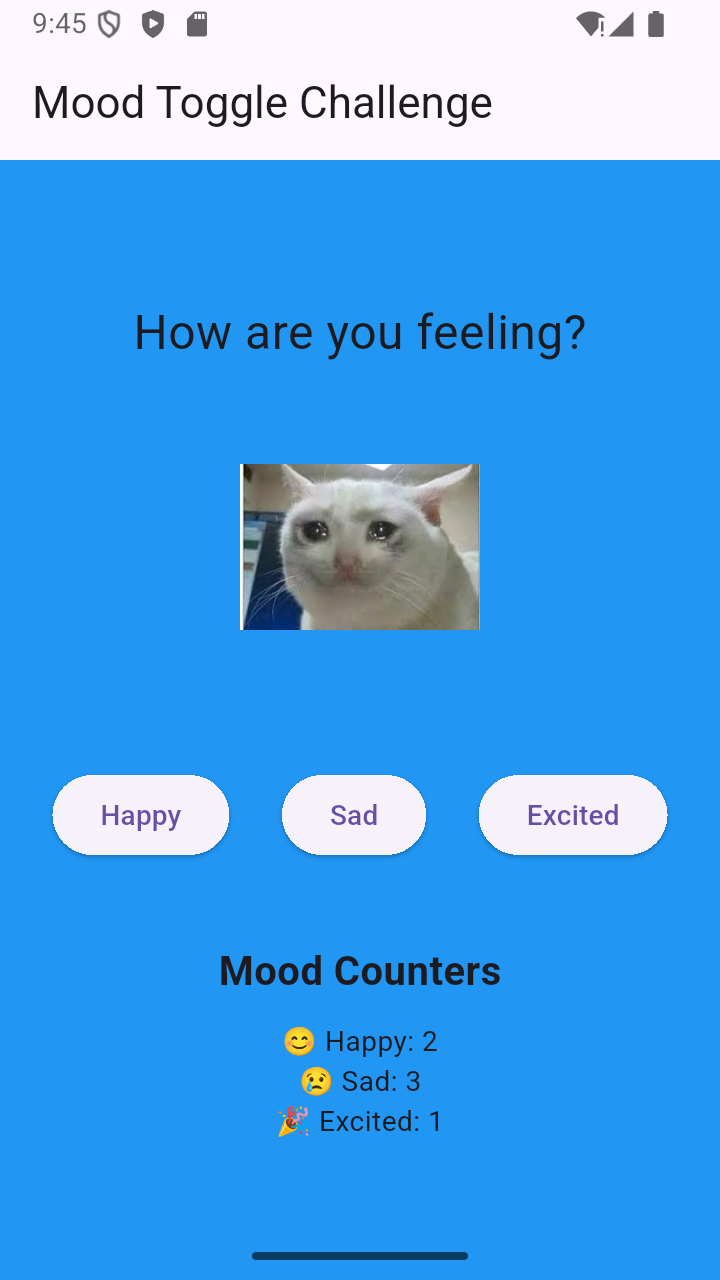 9:45
Mood Toggle Challenge
How are you feeling?
Happy Sad Excited
Mood Counters
😊 Happy: 2
😢 Sad: 3
🎉 Excited: 1